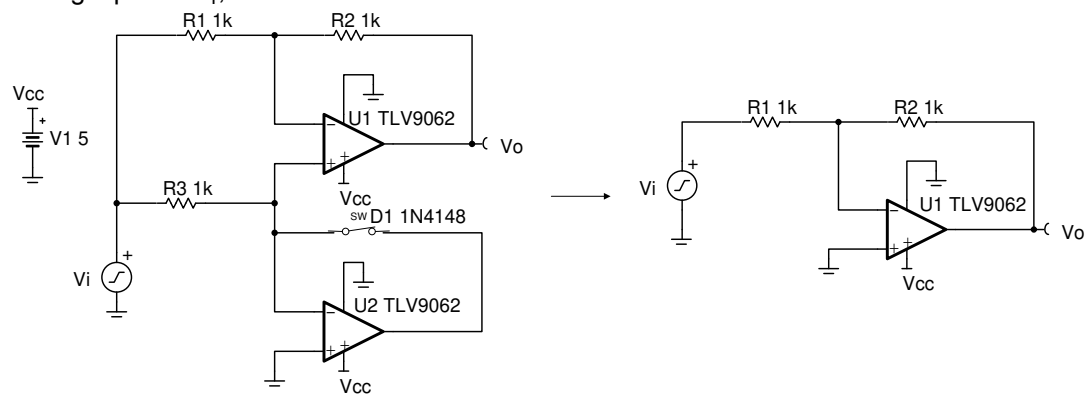 R1 1k
R2 1k
Vcc
+
V1 5
U1 TLV9062
Vo
Vcc
R3 1k
SW D1 1N4148
+
Vi
U2 TLV9062
Vcc
R1 1k
R2 1k
+
Vi
U1 TLV9062
Vo
Vcc